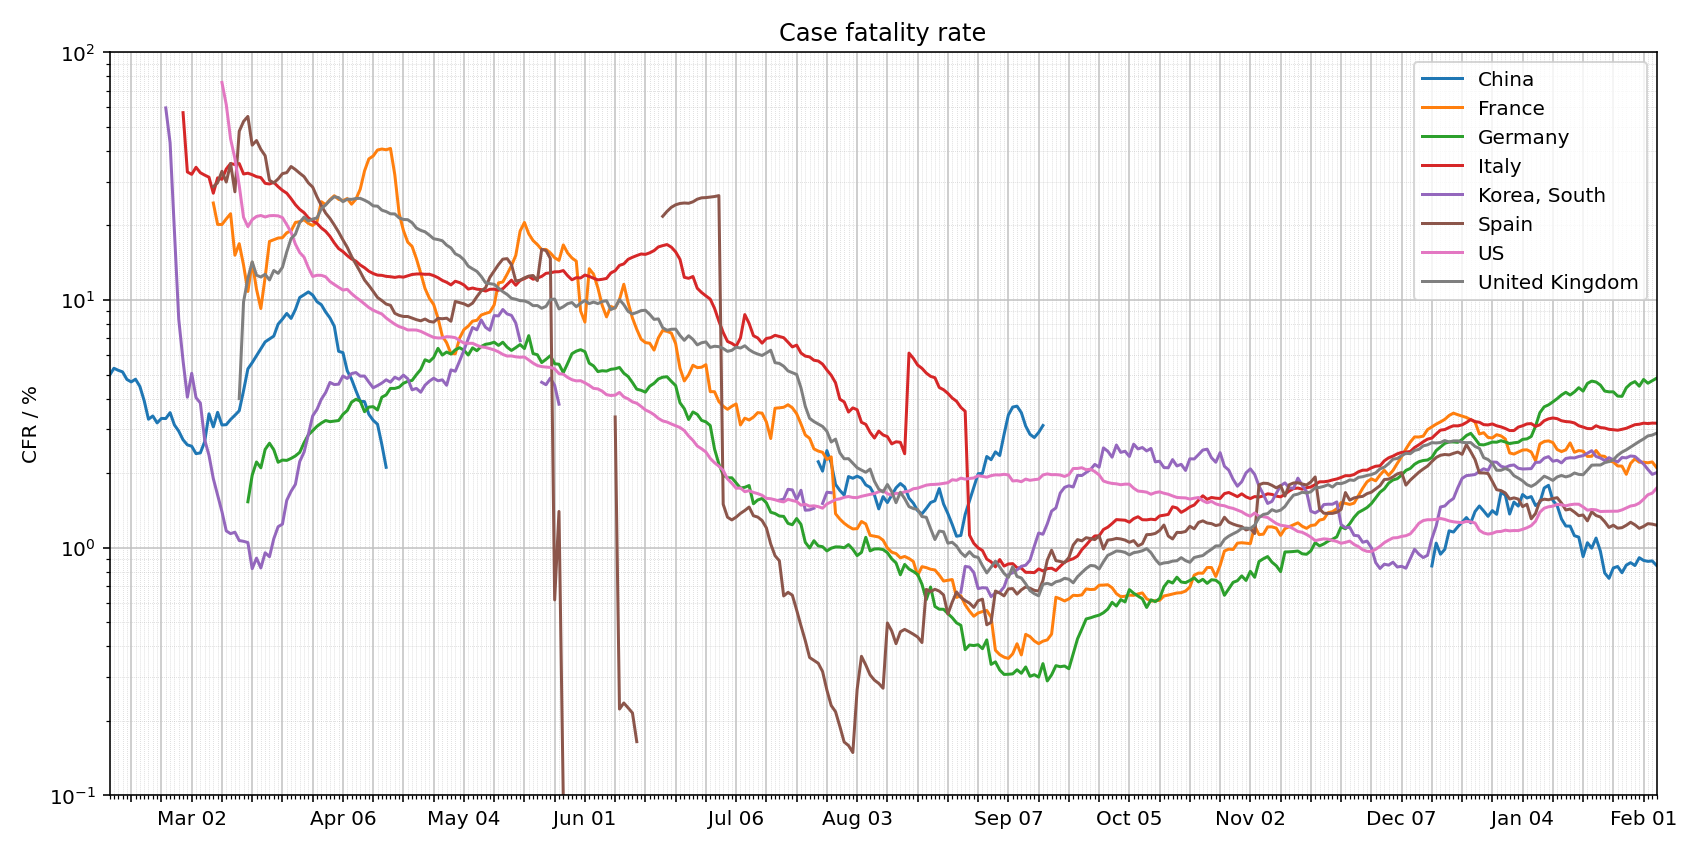 Case fatality rate
CFR / %
10²
10¹
10⁰
10⁻¹
China
France
Germany
Italy
Korea, South
Spain
US
United Kingdom
Mar 02 Apr 06 May 04 Jun 01 Jul 06 Aug 03 Sep 07 Oct 05 Nov 02 Dec 07 Jan 04 Feb 01